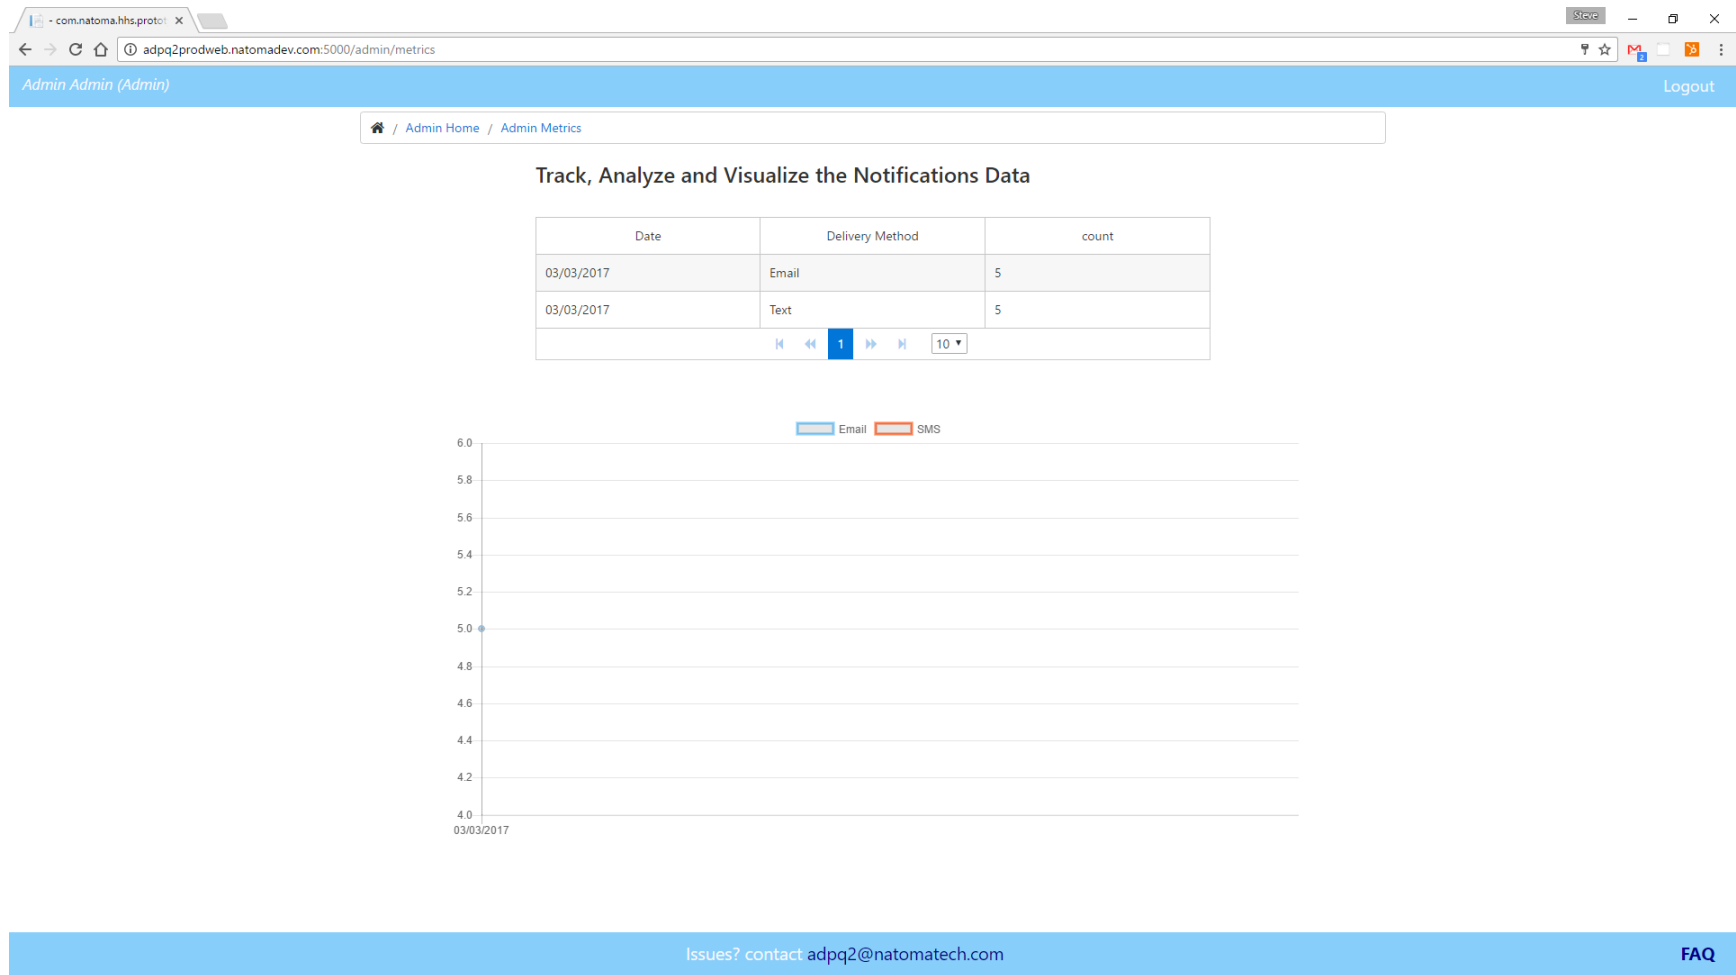 - com.natoma.hhs.protot
Steve
adpq2prodweb.natomadev.com:5000/admin/metrics
2
Admin Admin (Admin)
Logout
/ Admin Home / Admin Metrics
Track, Analyze and Visualize the Notifications Data
Date Delivery Method count
03/03/2017 Email 5
03/03/2017 Text 5
1 10
Email SMS
6.0
5.8
5.6
5.4
5.2
5.0
4.8
4.6
4.4
4.2
4.0
03/03/2017
Issues? contact adpq2@natomatech.com
FAQ